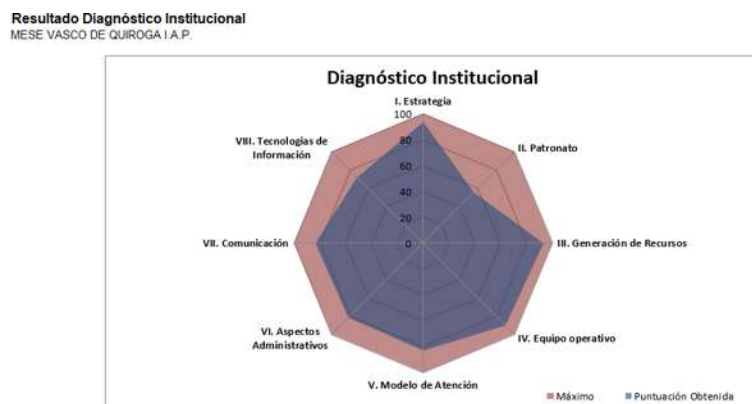 Resultado Diagnóstico Institucional
MESE VASCO DE QUIROGA I.A.P.
Diagnóstico Institucional
I. Estrategia
100
80
60
40
20
0
II. Patronato
III. Generación de Recursos
IV. Equipo operativo
V. Modelo de Atención
VI. Aspectos
Administrativos
VII. Comunicación
VIII. Tecnologias de
Información
Máximo
Puntuación Obtenida